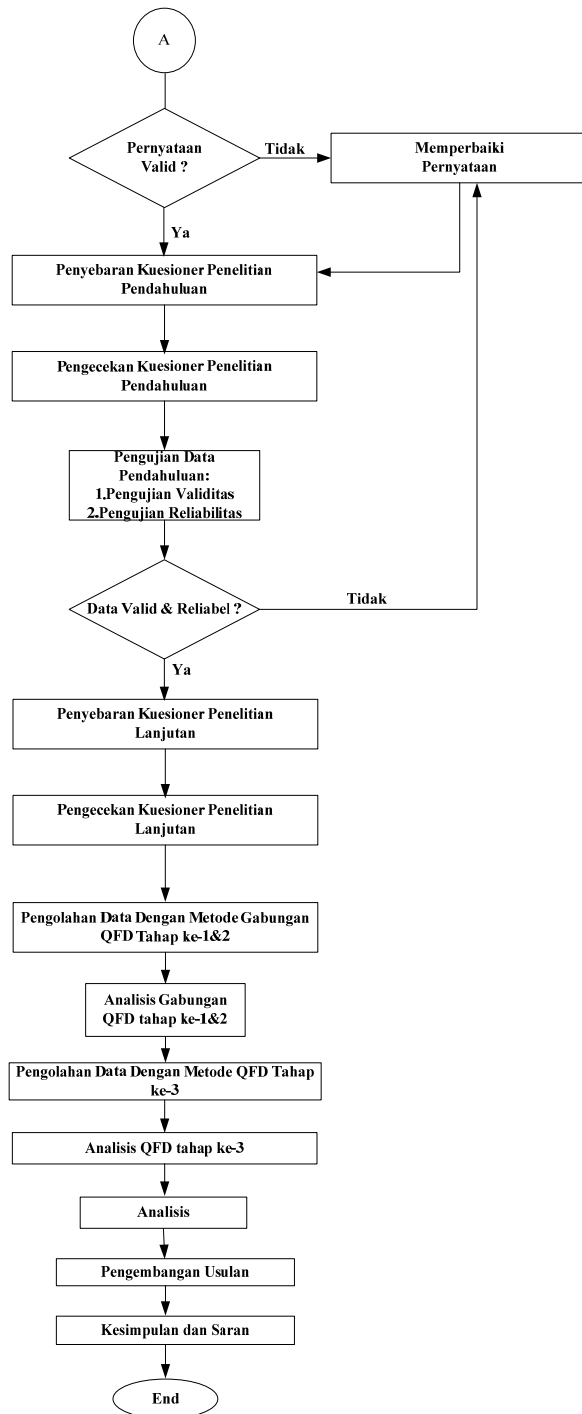 A
Pernyataan
Valid ?
Tidak
Memperbaiki
Pernyataan
Ya
Penyebaran Kuesioner Penelitian
Pendahuluan
Pengecekan Kuesioner Penelitian
Pendahuluan
Pengujian Data
Pendahuluan:
1.Pengujian Validitas
2.Pengujian Reliabilitas
Data Valid & Reliabel ?
Tidak
Ya
Penyebaran Kuesioner Penelitian
Lanjutan
Pengecekan Kuesioner Penelitian
Lanjutan
Pengolahan Data Dengan Metode Gabungan
QFD Tahap ke-1&2
Analisis Gabungan
QFD tahap ke-1&2
Pengolahan Data Dengan Metode QFD Tahap
ke-3
Analisis QFD tahap ke-3
Analisis
Pengembangan Usulan
Kesimpulan dan Saran
End